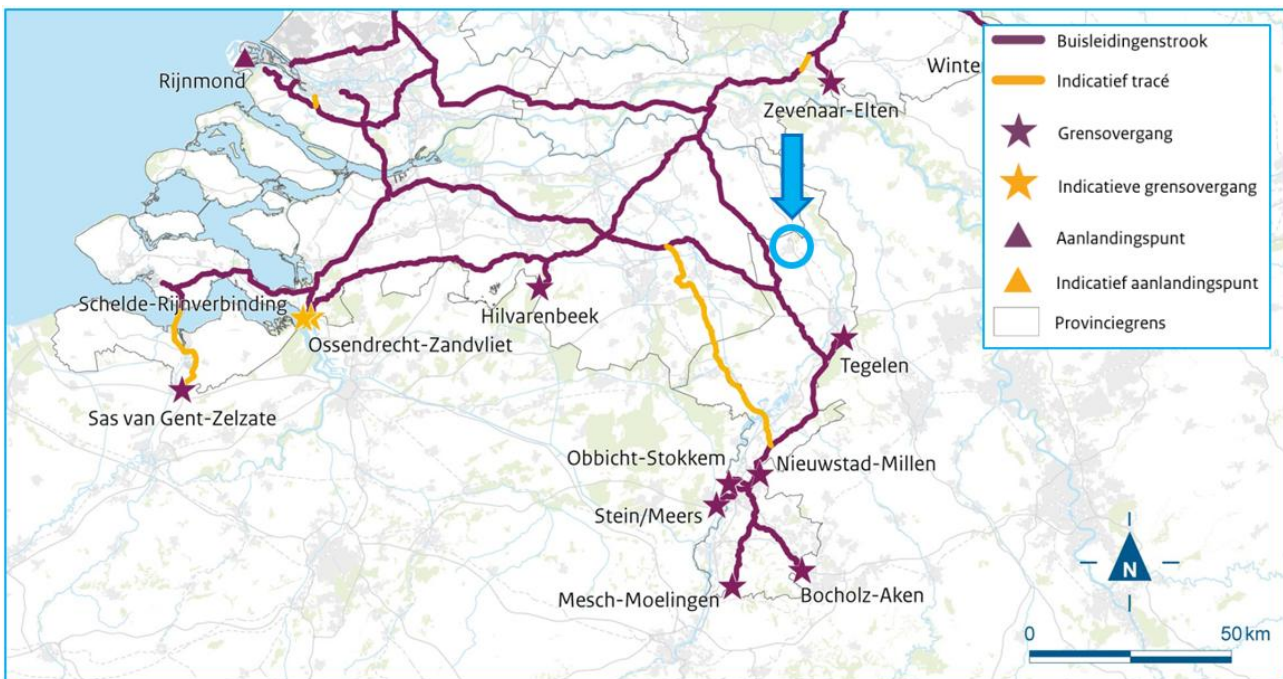 Rijnmond
Winte
Zevenaar-Elten
Schelde-Rijnverbinding
Hilvarenbeek
Ossendrecht-Zandvliet
Tegelen
Sas van Gent-Zelzate
Obbicht-Stokkem
Nieuwstad-Millen
Stein/Meers
Mesch-Moelingen
Bocholz-Aken
Buisleidingenstrook
Indicatief tracé
Grensovergang
Indicatieve grensovergang
Aanlandingspunt
Indicatief aanlandingspunt
Provinciegrens
N
0 50 km